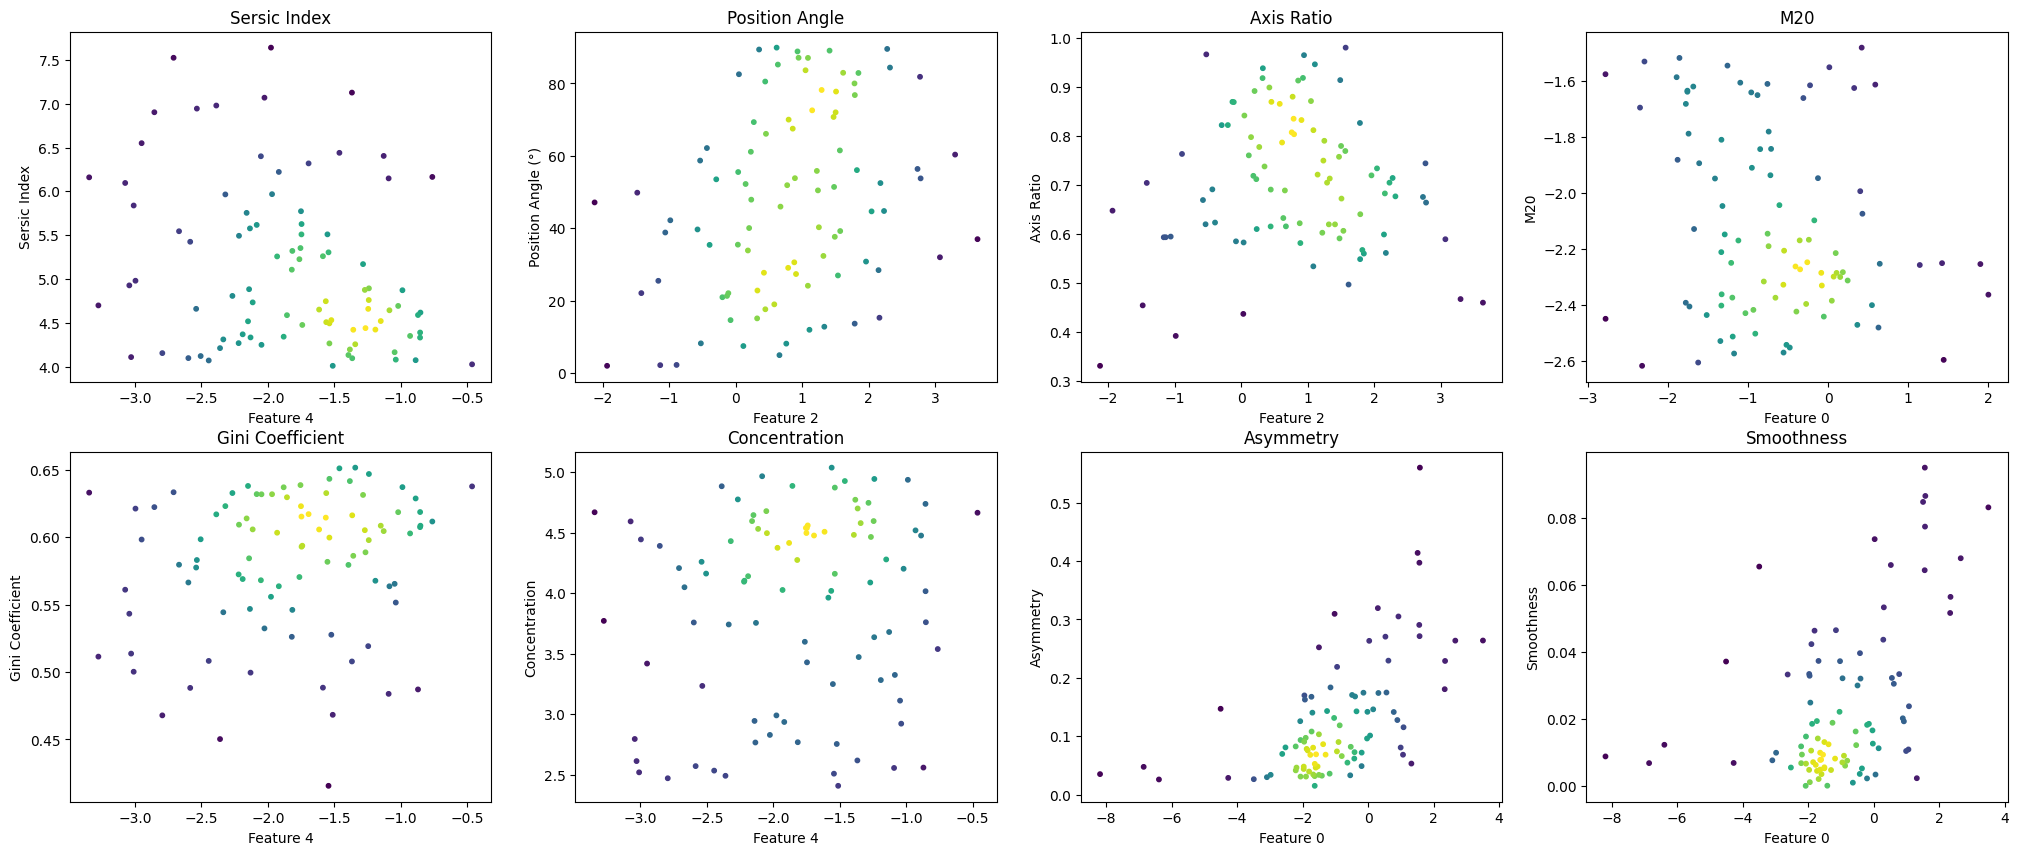 Sersic Index
Sersic Index
7.5
7.0
6.5
6.0
5.5
5.0
4.5
4.0
−3.0 −2.5 −2.0 −1.5 −1.0 −0.5
Feature 4
Position Angle
Position Angle (°)
80
60
40
20
0
−2 −1 0 1 2 3
Feature 2
Axis Ratio
Axis Ratio
1.0
0.9
0.8
0.7
0.6
0.5
0.4
0.3
−2 −1 0 1 2 3
Feature 2
M20
M20
−1.6
−1.8
−2.0
−2.2
−2.4
−2.6
−3 −2 −1 0 1 2
Feature 0
Gini Coefficient
Gini Coefficient
0.65
0.60
0.55
0.50
0.45
−3.0 −2.5 −2.0 −1.5 −1.0 −0.5
Feature 4
Concentration
Concentration
5.0
4.5
4.0
3.5
3.0
2.5
−3.0 −2.5 −2.0 −1.5 −1.0 −0.5
Feature 4
Asymmetry
Asymmetry
0.5
0.4
0.3
0.2
0.1
0.0
−8 −6 −4 −2 0 2 4
Feature 0
Smoothness
Smoothness
0.08
0.06
0.04
0.02
0.00
−8 −6 −4 −2 0 2 4
Feature 0